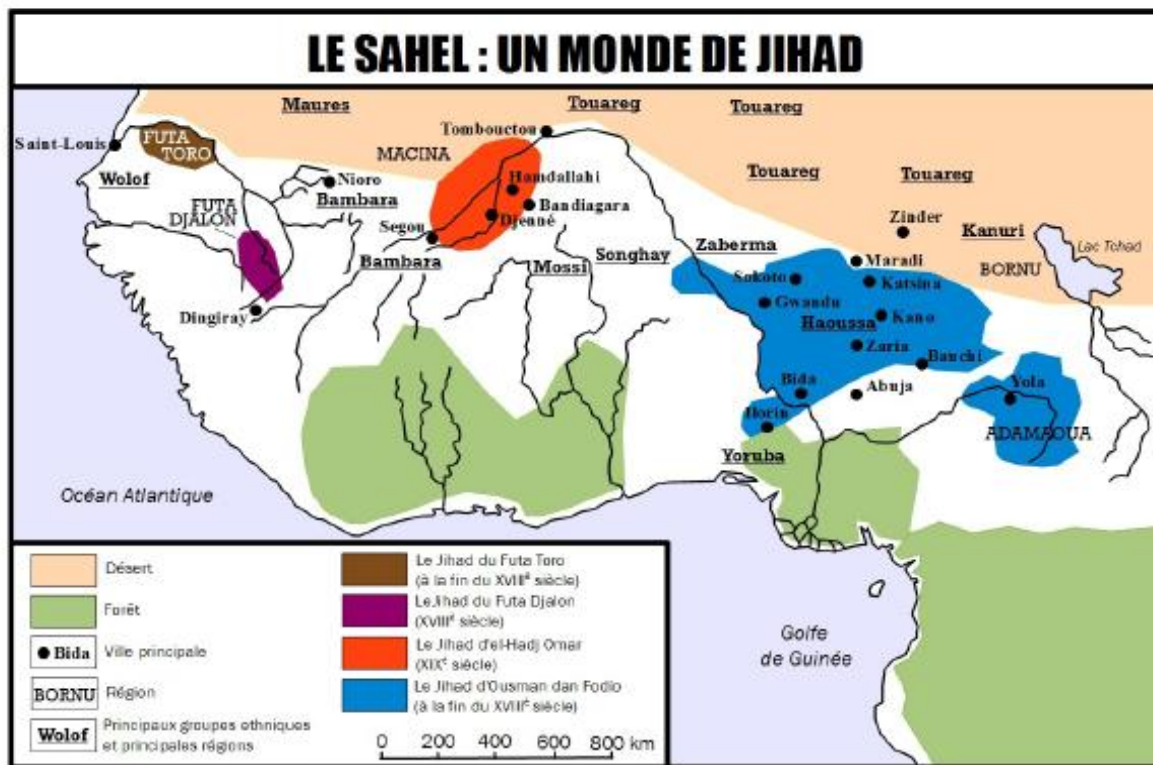 LE SAHEL : UN MONDE DE JIHAD
Maures
Touareg
Touareg
Tombouctou
Saint-Louis
FUTA
TORO
MACINA
Touareg
Touareg
Wolof
Nioro
Hamdallahi
Bambara
Bandiagara
FUTA
DJALON
Djenné
Zinder
Segou
Kanuri
Lac Tchad
Songhay
Zaberma
Maradi
BORNU
Bambara
Mossi
Sokoto
Katsina
Gwandu
Dingiray
Haoussa
Kano
Zaria
Bauchi
Bida
Abuja
Yola
Ilorin
ADAMAOUA
Yoruba
Océan Atlantique
Golfe
de Guinée
Désert
Forêt
Bida
Ville principale
BORNU
Région
Wolof
Principaux groupes ethniques
et principales régions
Le Jihad du Futa Toro
(à la fin du XVIIIe siècle)
Le Jihad du Futa Djalon
(XVIIIe siècle)
Le Jihad d'el-Hadj Omar
(XIXe siècle)
Le Jihad d'Ousman dan Fodio
(à la fin du XVIIIe siècle)
0 200 400 600 800 km